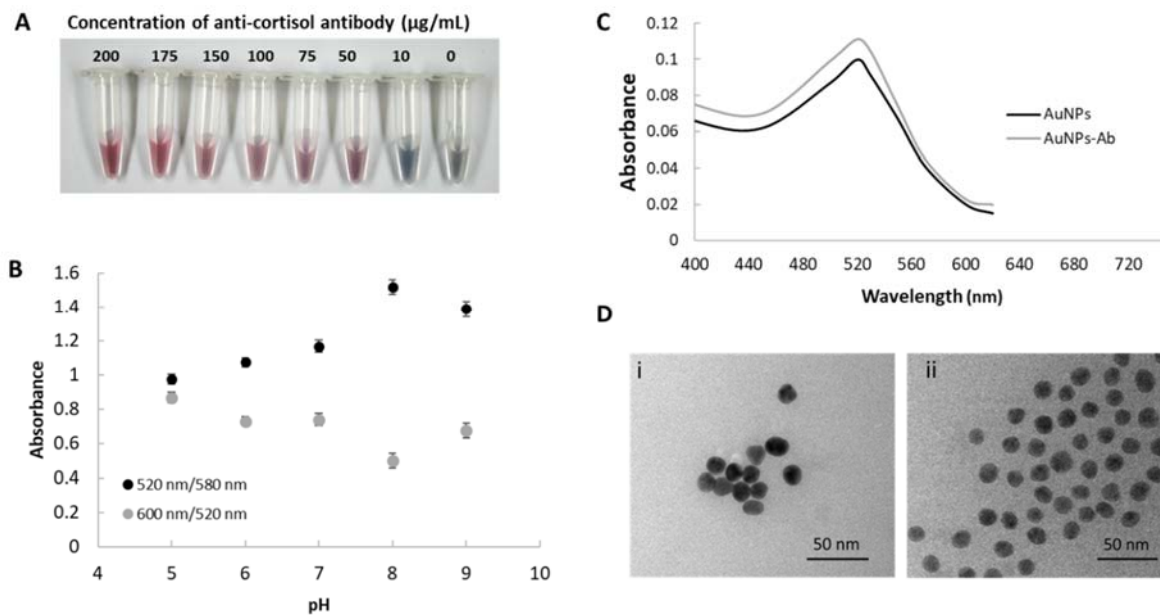 A
Concentration of anti-cortisol antibody (µg/mL)
200 175 150 100 75 50 10 0
B
Absorbance
1.6
1.4
1.2
1
0.8
0.6
0.4
0.2
0
520 nm/580 nm
600 nm/520 nm
4 5 6 7 8 9 10
pH
C
Absorbance
0.12
0.1
0.08
0.06
0.04
0.02
0
AuNPs
AuNPs-Ab
400 440 480 520 560 600 640 680 720
Wavelength (nm)
D
i
50 nm
ii
50 nm